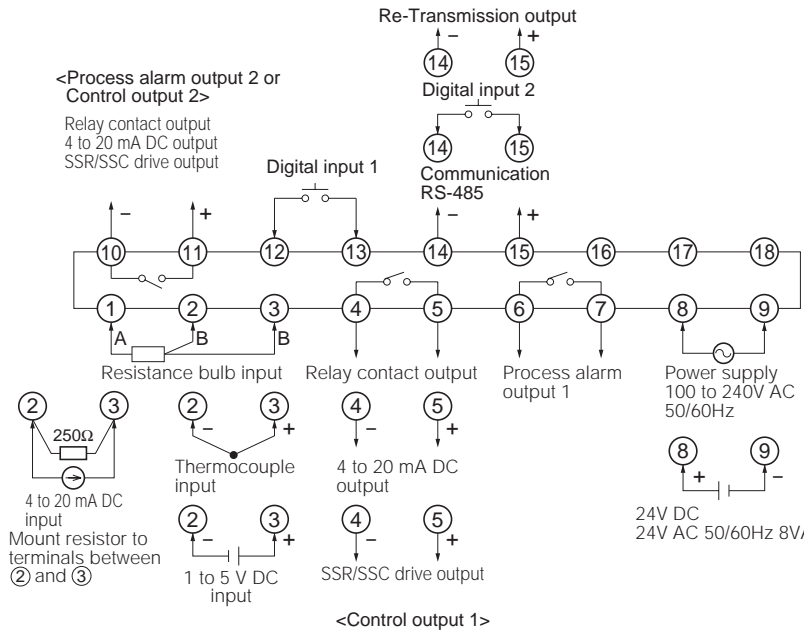 Re-Transmission output
− +
14 15
<Process alarm output 2 or
Control output 2>
Relay contact output
4 to 20 mA DC output
SSR/SSC drive output
Digital input 2
14 15
Digital input 1
Communication
RS-485
− + − +
10 11 12 13 14 15 16 17 18
1 2 3 4 5 6 7 8 9
A B B
Resistance bulb input
Relay contact output
Process alarm
output 1
Power supply
100 to 240V AC
50/60Hz
2 3
250Ω
4 to 20 mA DC
input
Mount resistor to
terminals between
2 and 3
2 3
− +
Thermocouple
input
4 5
− +
4 to 20 mA DC
output
8 9
+ −
24V DC
24V AC 50/60Hz 8VA
2 3
− +
1 to 5 V DC
input
4 5
− +
SSR/SSC drive output
<Control output 1>